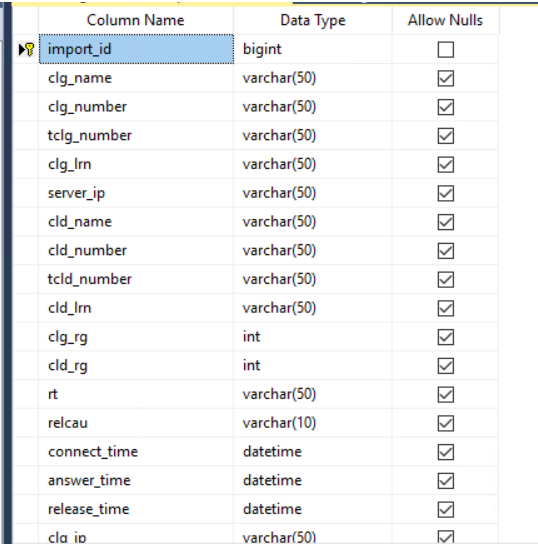 Column Name Data Type Allow Nulls
import_id bigint
clg_name varchar(50)
clg_number varchar(50)
tclg_number varchar(50)
clg_lrn varchar(50)
server_ip varchar(50)
cld_name varchar(50)
cld_number varchar(50)
tcld_number varchar(50)
cld_lrn varchar(50)
clg_rg int
cld_rg int
rt varchar(50)
relcau varchar(10)
connect_time datetime
answer_time datetime
release_time datetime
clg_ip varchar(50)